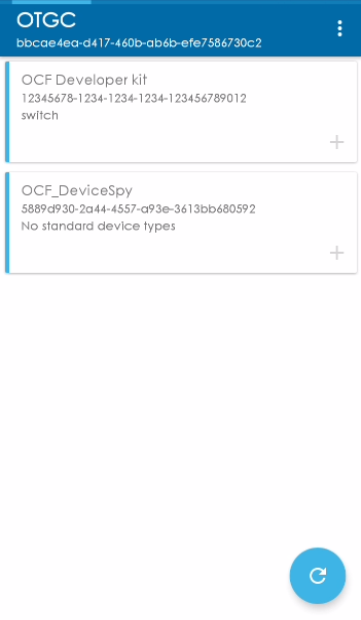 OTGC
bbcae4ea-d417-460b-ab6b-efe7586730c2
OCF Developer kit
12345678-1234-1234-1234-123456789012
switch
OCF_DeviceSpy
5889d930-2a44-4557-a93e-3613bb680592
No standard device types